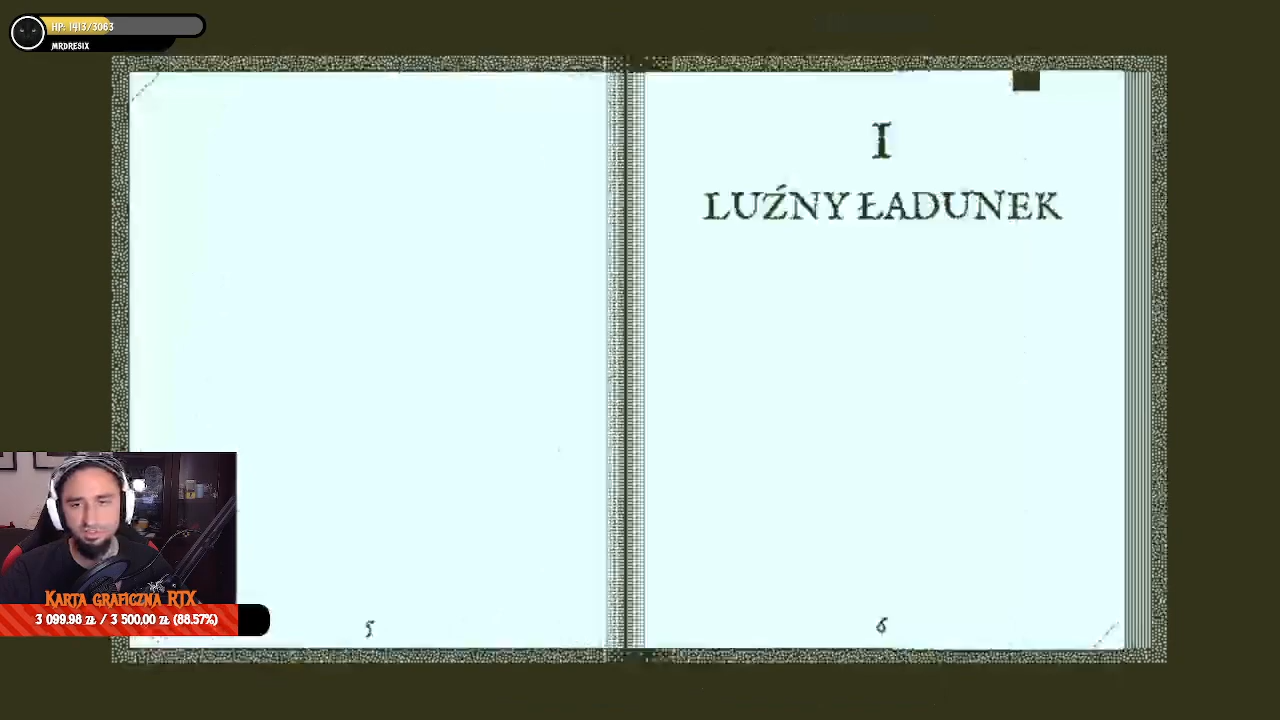 HP: 1413/3063
MRDRESIX
I
LUŹNY ŁADUNEK
KARTA GRAFICZNA RTX
3 099.98 zł / 3 500.00 zł (88.57%)
5
6